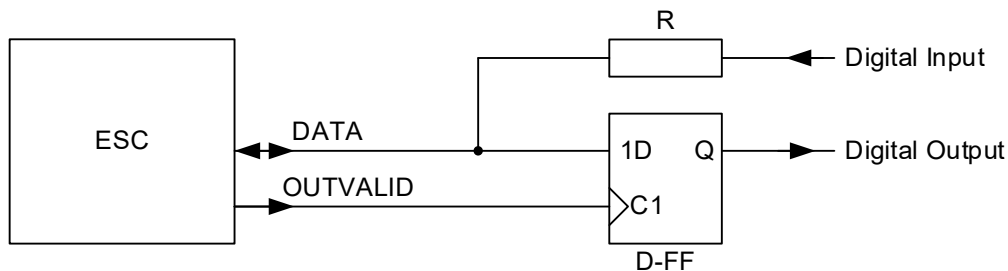 R
Digital Input
ESC
DATA
1D
Q
Digital Output
OUTVALID
C1
D-FF